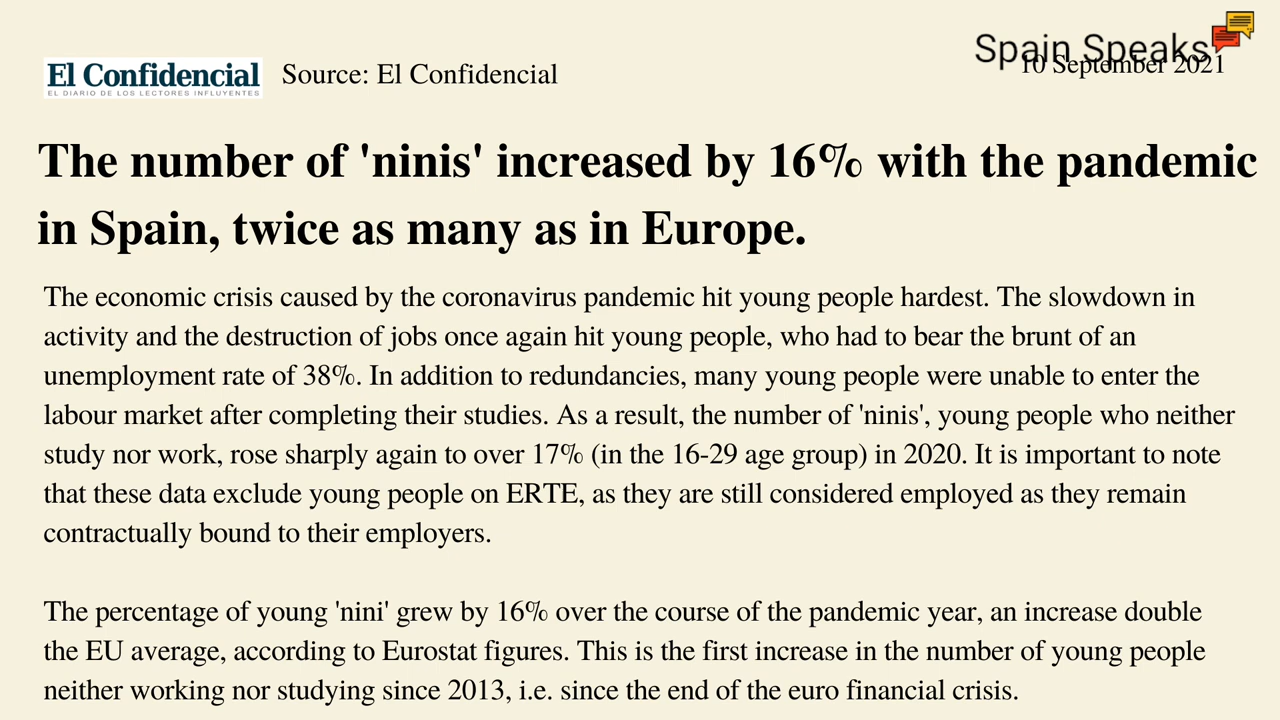 Spain Speaks
El Confidencial
EL DIARIO DE LOS LECTORES INFLUYENTES
Source: El Confidencial
10 September 2021
The number of 'ninis' increased by 16% with the pandemic
in Spain, twice as many as in Europe.
The economic crisis caused by the coronavirus pandemic hit young people hardest. The slowdown in
activity and the destruction of jobs once again hit young people, who had to bear the brunt of an
unemployment rate of 38%. In addition to redundancies, many young people were unable to enter the
labour market after completing their studies. As a result, the number of 'ninis', young people who neither
study nor work, rose sharply again to over 17% (in the 16-29 age group) in 2020. It is important to note
that these data exclude young people on ERTE, as they are still considered employed as they remain
contractually bound to their employers.
The percentage of young 'nini' grew by 16% over the course of the pandemic year, an increase double
the EU average, according to Eurostat figures. This is the first increase in the number of young people
neither working nor studying since 2013, i.e. since the end of the euro financial crisis.